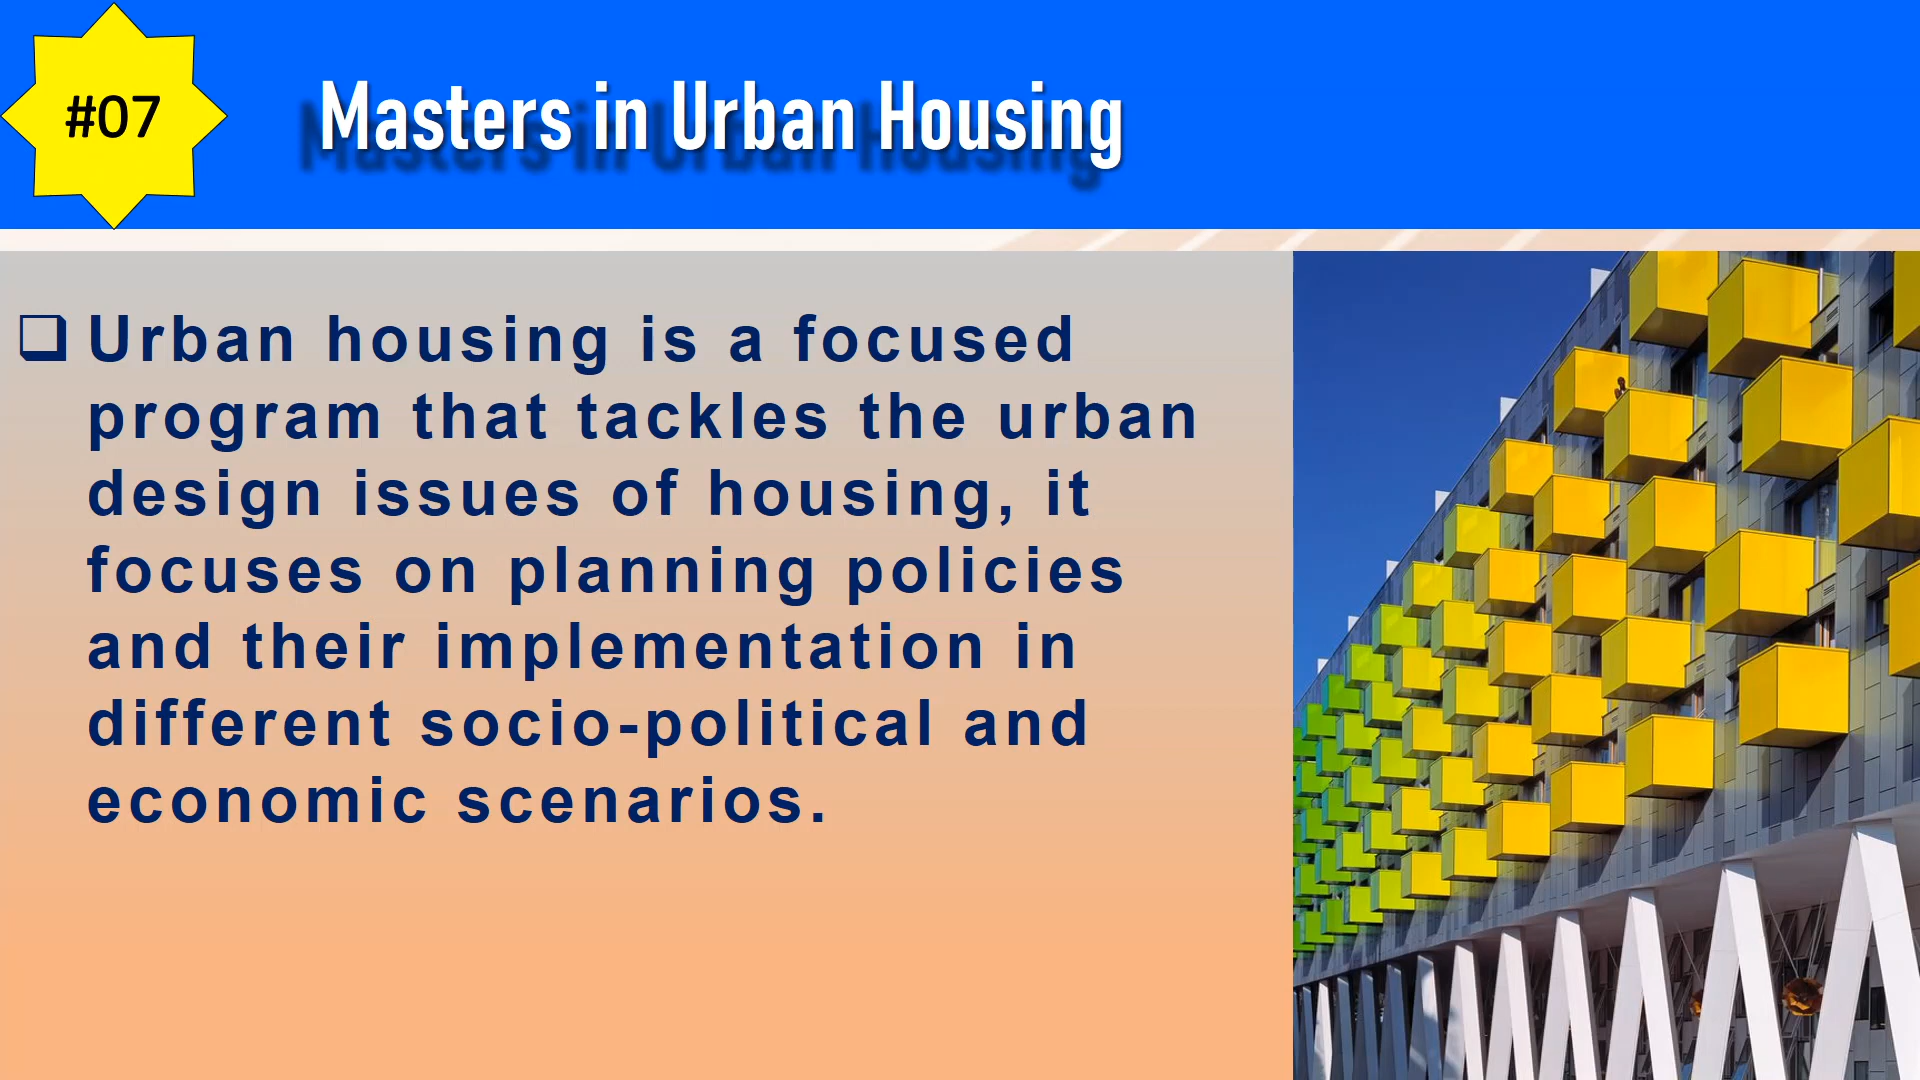 #07
Masters in Urban Housing
Urban housing is a focused
program that tackles the urban
design issues of housing, it
focuses on planning policies
and their implementation in
different socio-political and
economic scenarios.